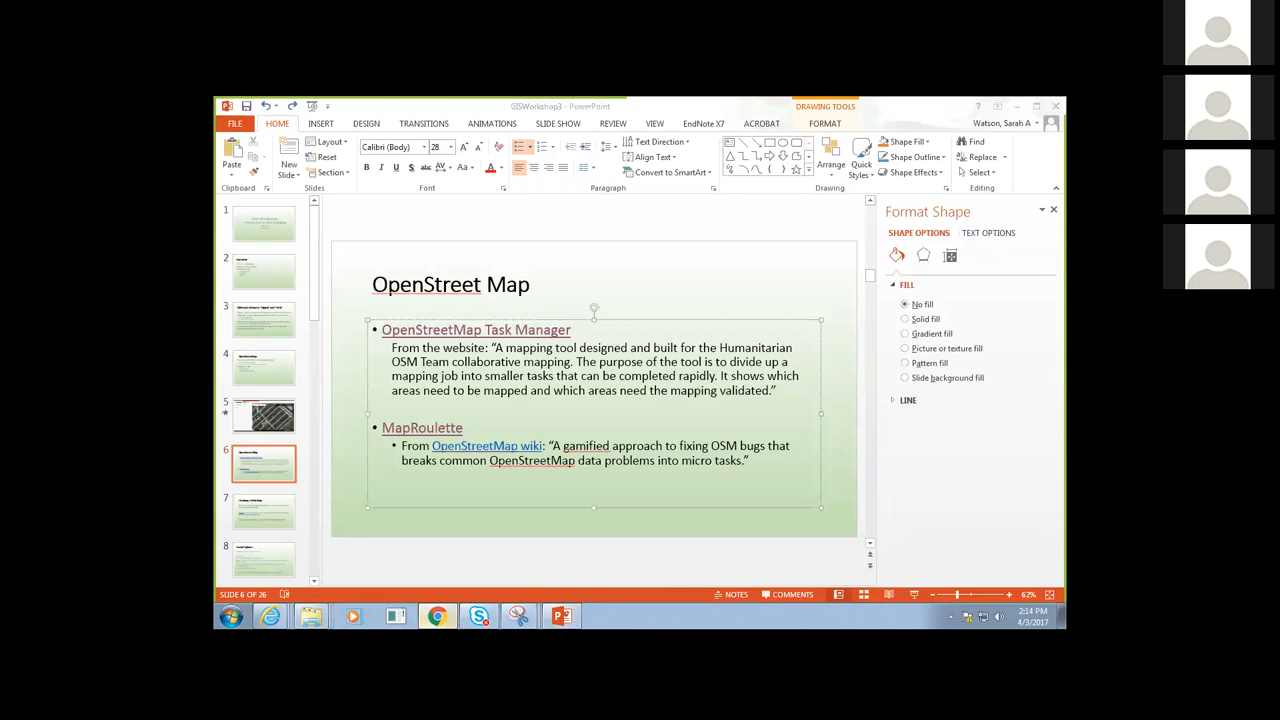 GISWorkshop3 - PowerPoint
DRAWING TOOLS
FILE HOME INSERT DESIGN TRANSITIONS ANIMATIONS SLIDE SHOW REVIEW VIEW EndNote X7 ACROBAT FORMAT
Watson, Sarah A
Paste
Clipboard
New
Slide
Layout
Reset
Section
Slides
Calibri (Body) 28
Font
Text Direction
Align Text
Convert to SmartArt
Paragraph
Arrange
Quick
Styles
Shape Fill
Shape Outline
Shape Effects
Drawing
Find
Replace
Select
Editing
1
2
3
4
5
6
7
8
OpenStreet Map
• OpenStreetMap Task Manager
From the website: “A mapping tool designed and built for the Humanitarian
OSM Team collaborative mapping. The purpose of the tool is to divide up a
mapping job into smaller tasks that can be completed rapidly. It shows which
areas need to be mapped and which areas need the mapping validated.”
• MapRoulette
• From OpenStreetMap wiki: “A gamified approach to fixing OSM bugs that
breaks common OpenStreetMap data problems into micro tasks.”
Format Shape
SHAPE OPTIONS TEXT OPTIONS
FILL
No fill
Solid fill
Gradient fill
Picture or texture fill
Pattern fill
Slide background fill
LINE
SLIDE 6 OF 26
NOTES COMMENTS 62%
2:14 PM
4/3/2017